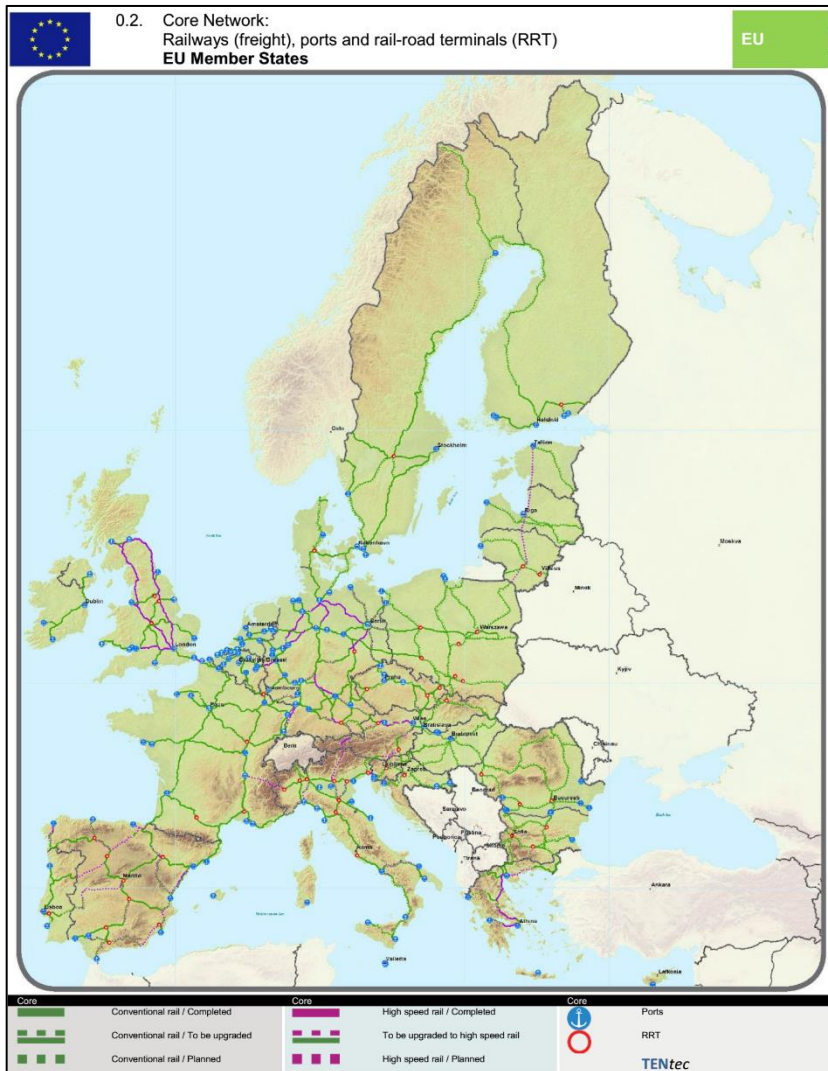 0.2. Core Network:
Railways (freight), ports and rail-road terminals (RRT)
EU Member States
EU
Oslo
Helsinki
Stockholm
Tallinn
Riga
Moskva
København
Vilnius
Minsk
Dublin
Amsterdam
Berlin
Warszawa
London
Luxembourg
Praha
Kyjiv
Paris
Wien
Bratislava
Budapest
Bern
Chisinau
Zagreb
Beograd
Bucuresti
Sarajevo
Sofia
Roma
Tirana
Madrid
Ankara
Lisboa
Athina
Valletta
Lefkosia
Core
Core
Core
Conventional rail / Completed
High speed rail / Completed
Ports
Conventional rail / To be upgraded
To be upgraded to high speed rail
RRT
Conventional rail / Planned
High speed rail / Planned
TENtec